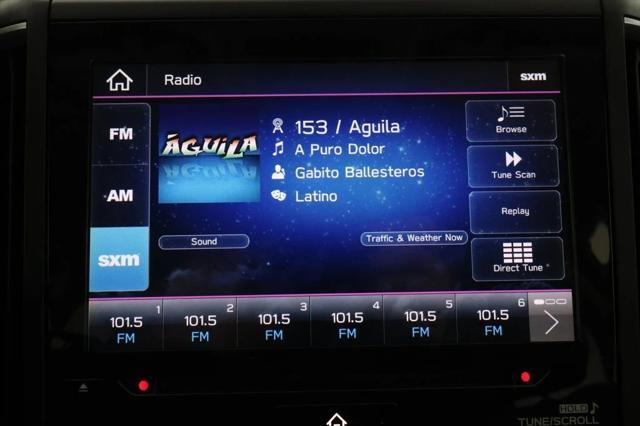 Radio
sxm
FM
AM
sxm
ÁGUILA
153 / Aguila
A Puro Dolor
Gabito Ballesteros
Latino
Sound
Traffic & Weather Now
Browse
Tune Scan
Replay
Direct Tune
1
101.5
FM
2
101.5
FM
3
101.5
FM
4
101.5
FM
5
101.5
FM
6
101.5
FM
HOLD
TUNE/SCROLL